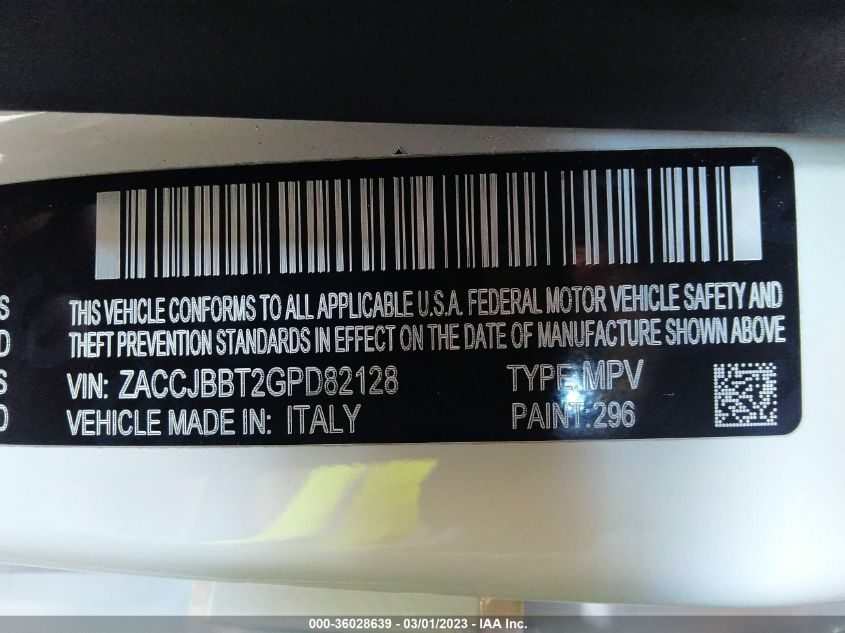 S
THIS VEHICLE CONFORMS TO ALL APPLICABLE U.S.A. FEDERAL MOTOR VEHICLE SAFETY AND
D
THEFT PREVENTION STANDARDS IN EFFECT ON THE DATE OF MANUFACTURE SHOWN ABOVE
S
VIN: ZACCJBBT2GPD82128 TYPE:MPV
D
VEHICLE MADE IN: ITALY PAINT:296
000-36028639 - 03/01/2023 - IAA Inc.